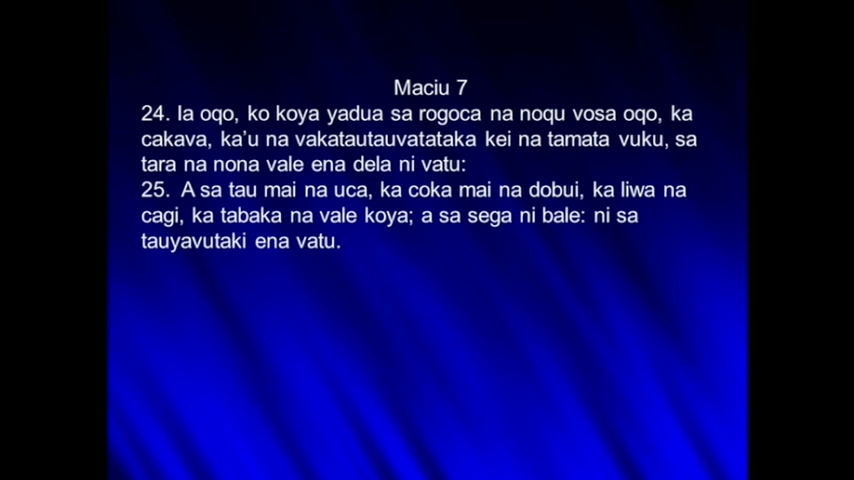 Maciu 7
24. Ia oqo, ko koya yadua sa rogoca na noqu vosa oqo, ka
cakava, ka'u na vakatautauvatataka kei na tamata vuku, sa
tara na nona vale ena dela ni vatu:
25. A sa tau mai na uca, ka coka mai na dobui, ka liwa na
cagi, ka tabaka na vale koya; a sa sega ni bale: ni sa
tauyavutaki ena vatu.